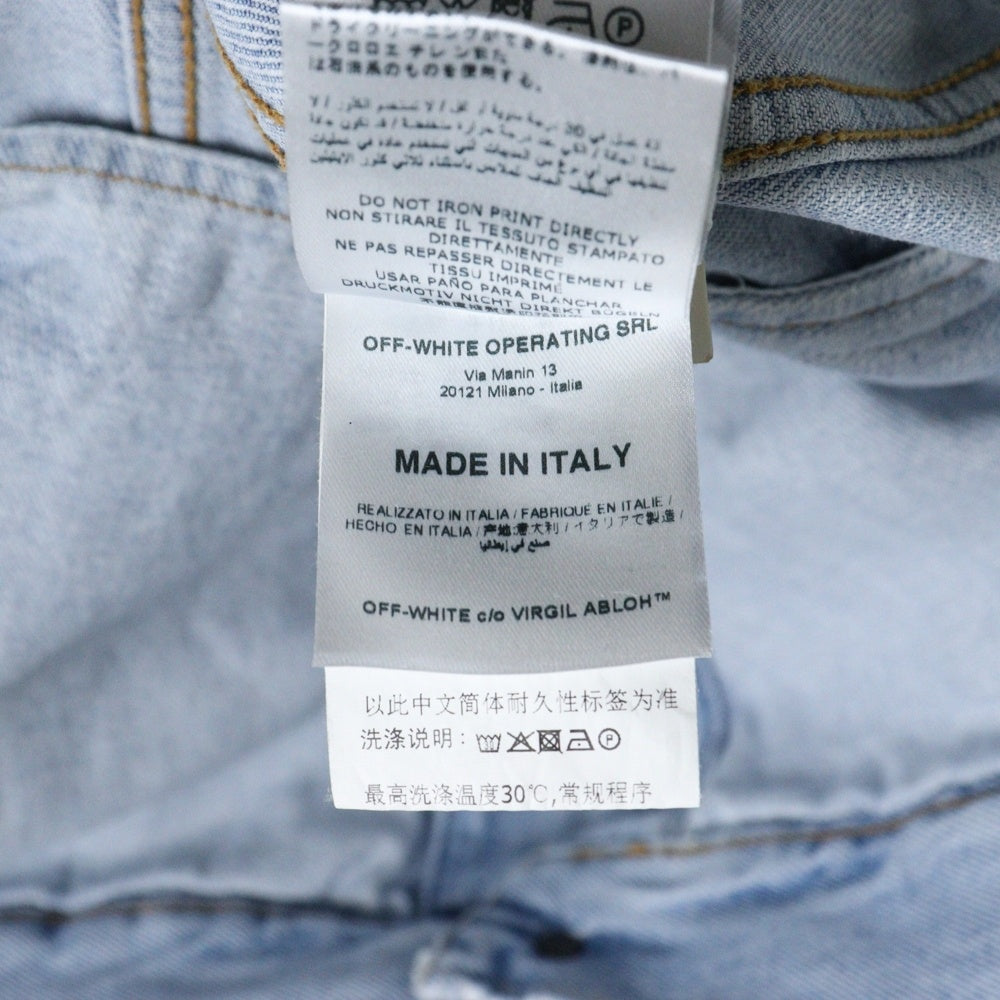 ドライクリーニングができる。
ークロロエチレンまた
は石油系のものを使用する。
DO NOT IRON PRINT DIRECTLY
NON STIRARE IL TESSUTO STAMPATO
DIRETTAMENTE
NE PAS REPASSER DIRECTEMENT LE
TISSU IMPRIMÉ
USAR PAÑO PARA PLANCHAR
DRUCKMOTIV NICHT DIREKT BÜGELN
OFF-WHITE OPERATING SRL
Via Manin 13
20121 Milano - Italia
MADE IN ITALY
REALIZZATO IN ITALIA / FABRIQUÉ EN ITALIE /
HECHO EN ITALIA / 产地意大利 / イタリアで製造 /
صنع في إيطاليا
OFF-WHITE c/o VIRGIL ABLOH™
以此中文简体耐久性标签为准
洗涤说明：
最高洗涤温度30℃,常规程序